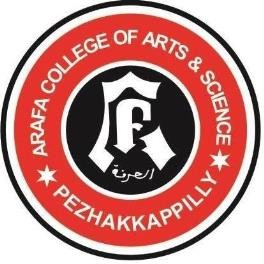 ARAFA COLLEGE OF ARTS & SCIENCE
العرفة
PEZHAKKAPPILLY